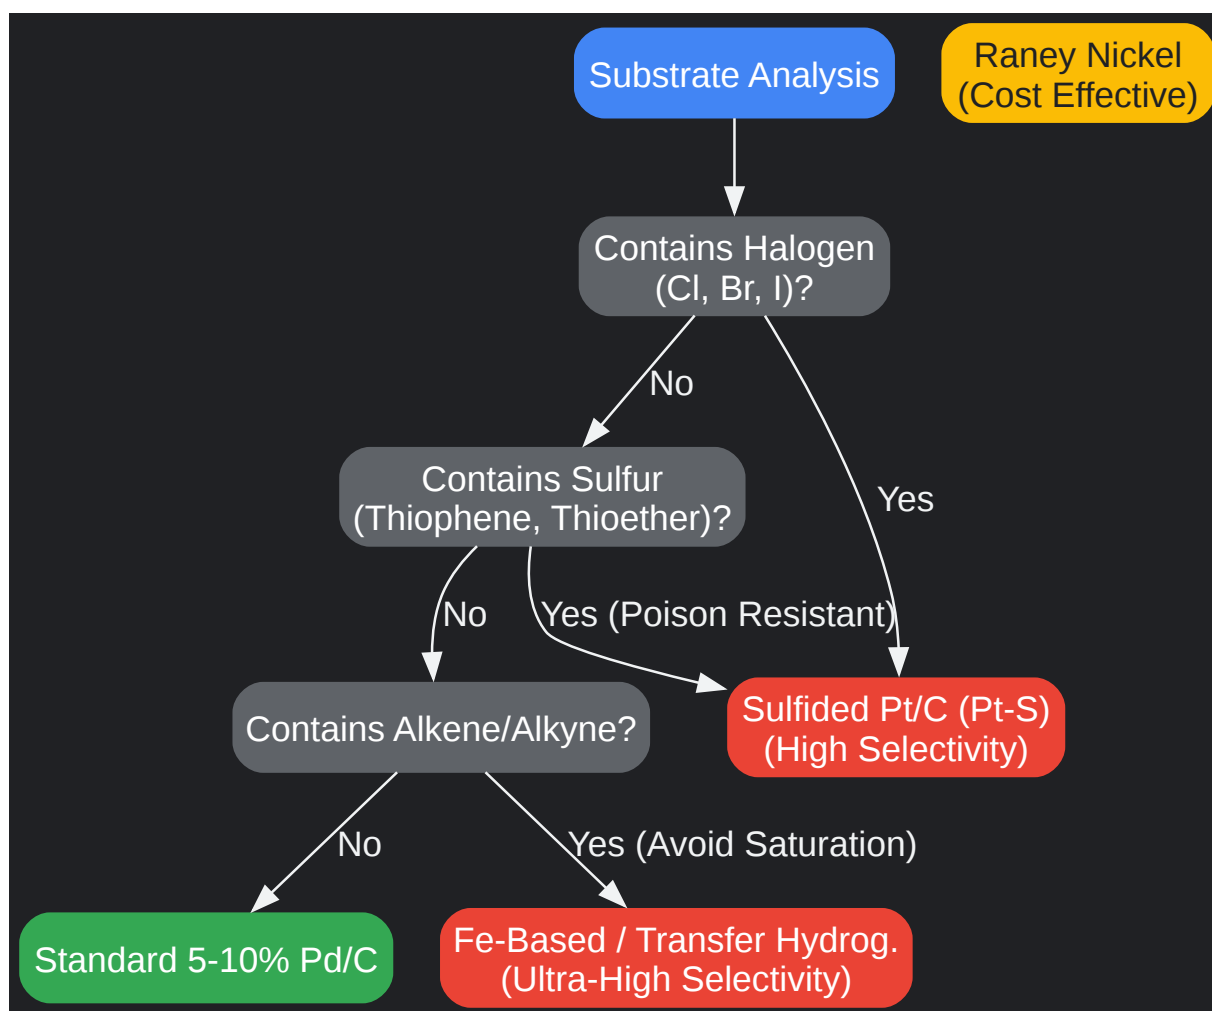 Substrate Analysis
Raney Nickel
(Cost Effective)
Contains Halogen
(Cl, Br, I)?
No
Yes
Contains Sulfur
(Thiophene, Thioether)?
No
Yes (Poison Resistant)
Contains Alkene/Alkyne?
Sulfided Pt/C (Pt-S)
(High Selectivity)
No
Yes (Avoid Saturation)
Standard 5-10% Pd/C
Fe-Based / Transfer Hydrog.
(Ultra-High Selectivity)